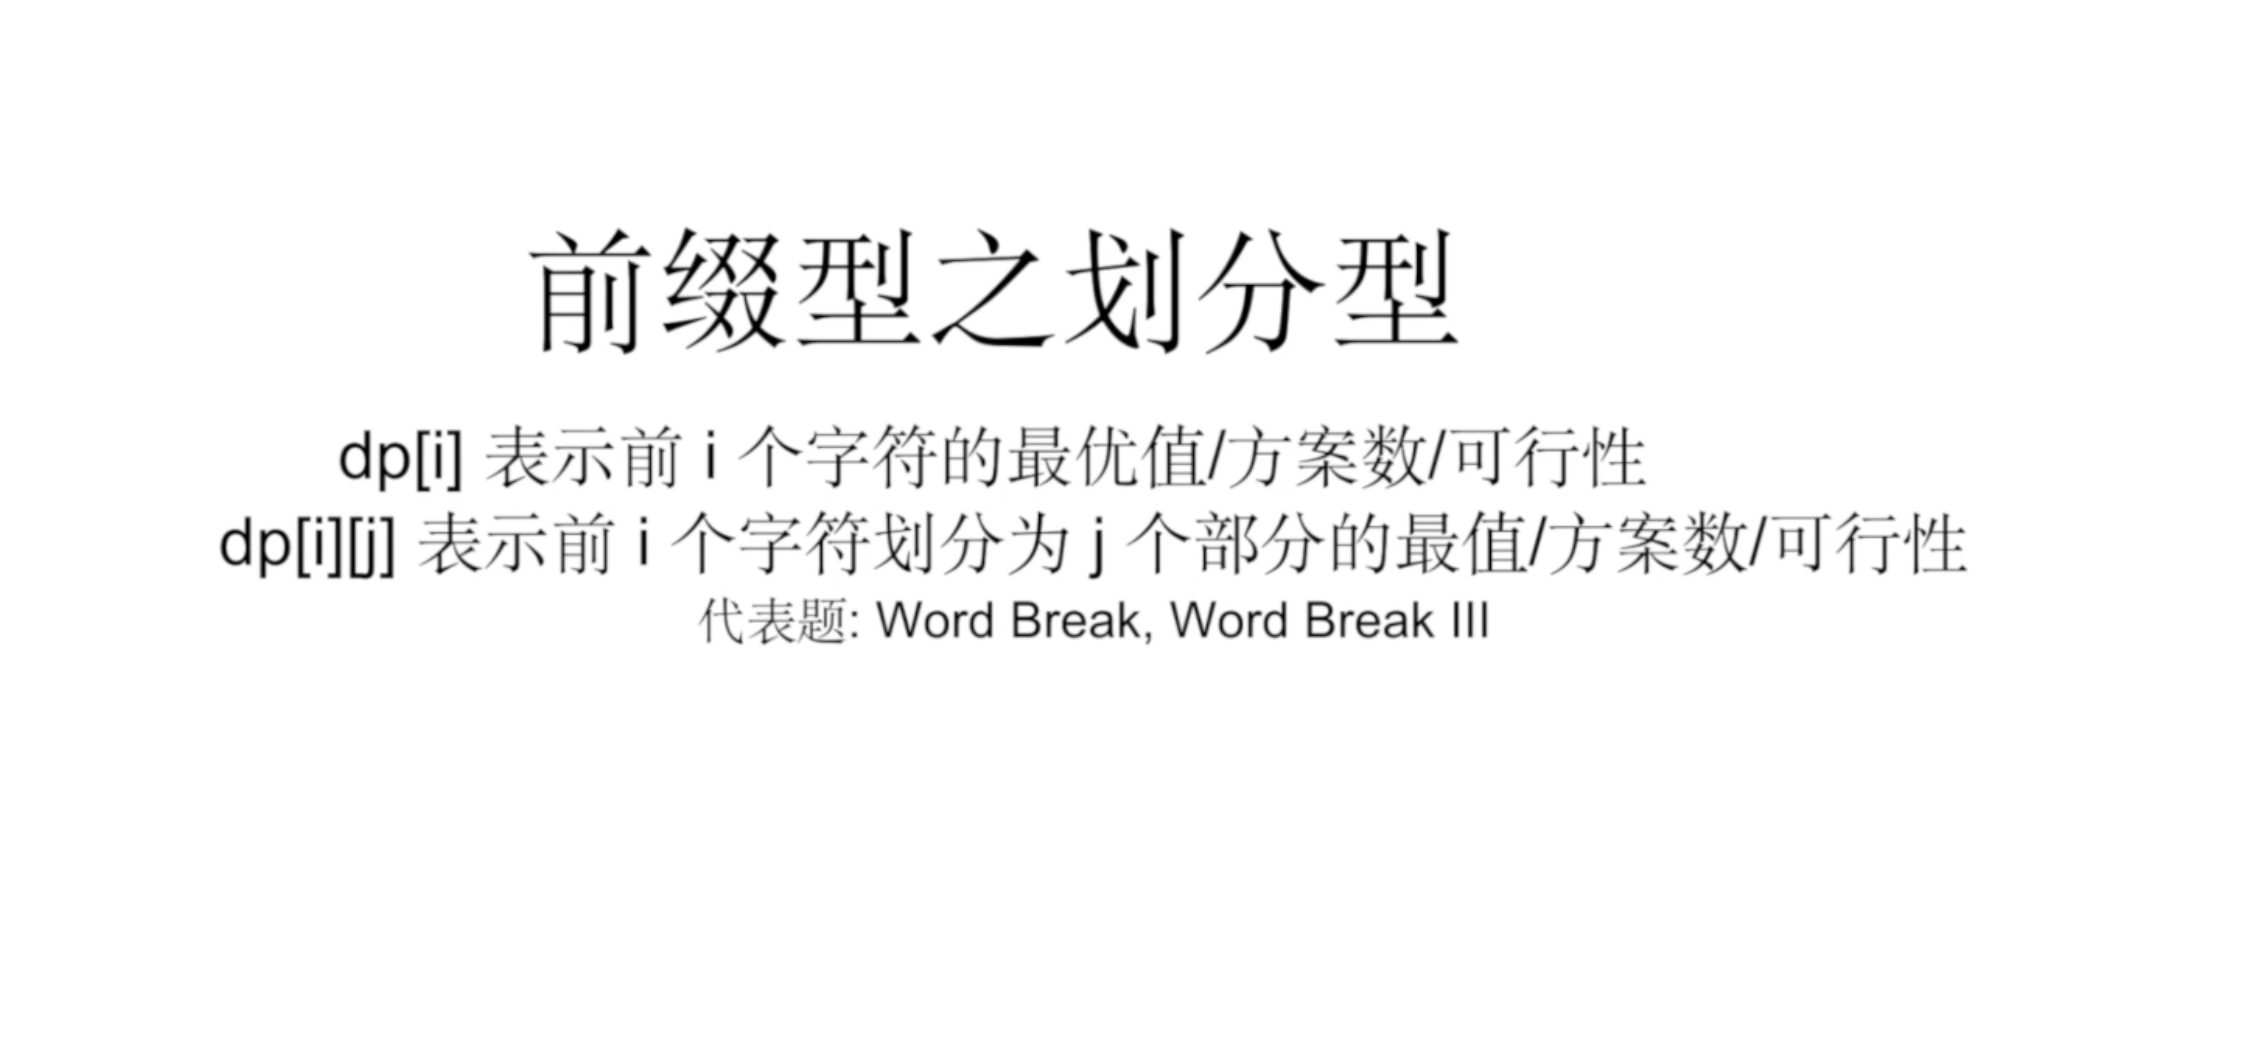 前缀型之划分型
dp[i] 表示前 i 个字符的最优值/方案数/可行性
dp[i][j] 表示前 i 个字符划分为 j 个部分的最值/方案数/可行性
代表题: Word Break, Word Break III